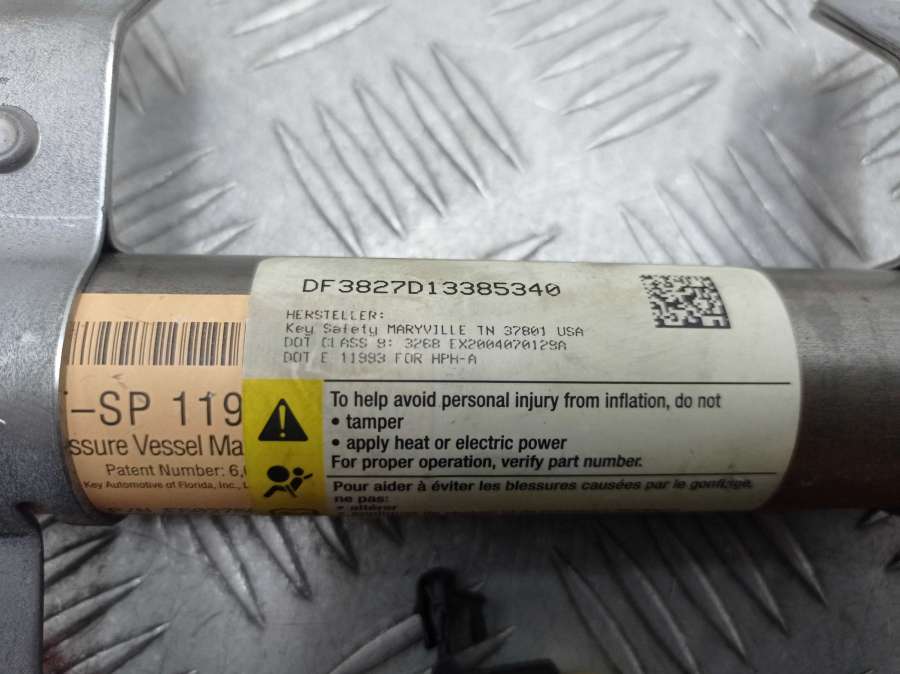 DF3827D13385340
HERSTELLER:
Key Safety MARYVILLE TN 37801 USA
DOT CLASS 9: 3268 EX2004070129A
DOT E 11993 FOR HPH-A
-SP 119
ssure Vessel Ma
Patent Number: 6,
Key Automotive of Florida, Inc., L
To help avoid personal injury from inflation, do not
• tamper
• apply heat or electric power
For proper operation, verify part number.
Pour aider à éviter les blessures causées par le gonflage,
ne pas:
• altérer